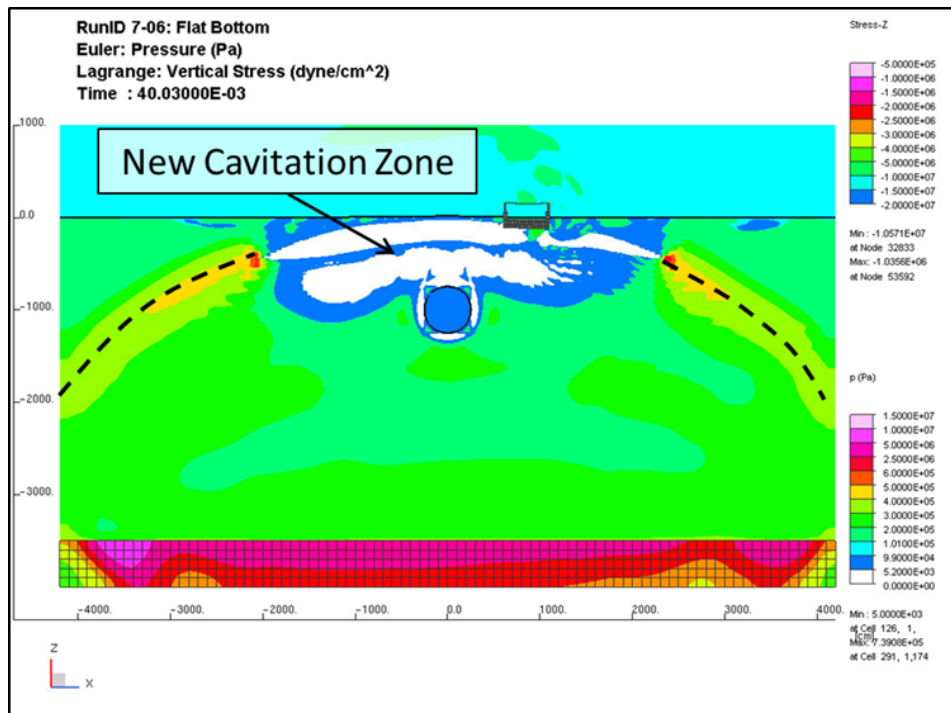 RunID 7-06: Flat Bottom
Euler: Pressure (Pa)
Lagrange: Vertical Stress (dyne/cm^2)
Time : 40.03000E-03
New Cavitation Zone
1000.
0.0
-1000.
-2000.
-3000.
-4000.
-3000.
-2000.
-1000.
0.0
1000.
2000.
3000.
4000.
[cm]
Z
X
Stress-Z
-5.0000E+05
-1.0000E+06
-1.5000E+06
-2.0000E+06
-2.5000E+06
-3.0000E+06
-4.0000E+06
-5.0000E+06
-1.0000E+07
-1.5000E+07
-2.0000E+07
Min : -1.0571E+07
at Node 32833
Max: -1.0356E+06
at Node 53592
p (Pa)
1.5000E+07
1.0000E+07
5.0000E+06
2.5000E+06
6.0000E+05
5.0000E+05
4.0000E+05
3.0000E+05
2.0000E+05
1.0100E+05
9.9000E+04
5.2000E+03
0.0000E+00
Min : 5.0000E+03
at Cell 126, 1,
Max: 7.3908E+05
at Cell 291, 1,174